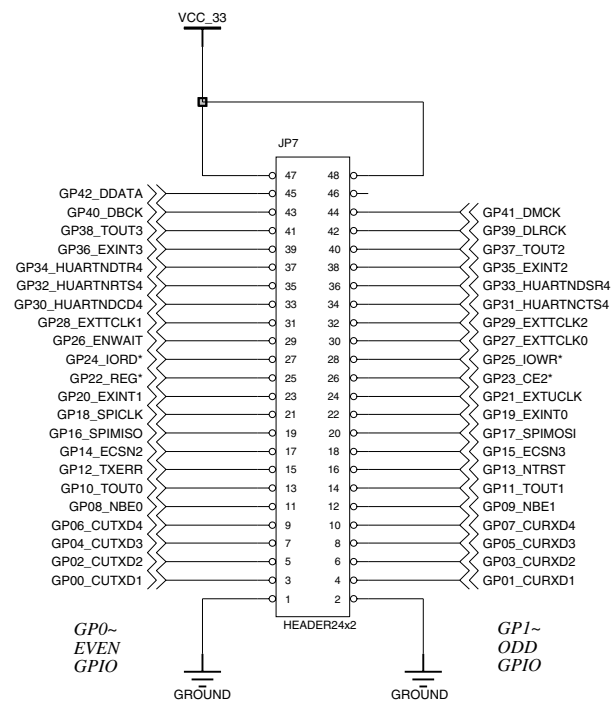 VCC_33
JP7
47 48
GP42_DDATA 45 46
GP40_DBCK 43 44 GP41_DMCK
GP38_TOUT3 41 42 GP39_DLRCK
GP36_EXINT3 39 40 GP37_TOUT2
GP34_HUARTNDTR4 37 38 GP35_EXINT2
GP32_HUARTNRTS4 35 36 GP33_HUARTNDSR4
GP30_HUARTNDCD4 33 34 GP31_HUARTNCTS4
GP28_EXTTCLK1 31 32 GP29_EXTTCLK2
GP26_ENWAIT 29 30 GP27_EXTTCLK0
GP24_IORD* 27 28 GP25_IOWR*
GP22_REG* 25 26 GP23_CE2*
GP20_EXINT1 23 24 GP21_EXTUCLK
GP18_SPICLK 21 22 GP19_EXINT0
GP16_SPIMISO 19 20 GP17_SPIMOSI
GP14_ECSN2 17 18 GP15_ECSN3
GP12_TXERR 15 16 GP13_NTRST
GP10_TOUT0 13 14 GP11_TOUT1
GP08_NBE0 11 12 GP09_NBE1
GP06_CUTXD4 9 10 GP07_CURXD4
GP04_CUTXD3 7 8 GP05_CURXD3
GP02_CUTXD2 5 6 GP03_CURXD2
GP00_CUTXD1 3 4 GP01_CURXD1
1 2
HEADER24x2
GP0~
EVEN
GPIO
GP1~
ODD
GPIO
GROUND GROUND